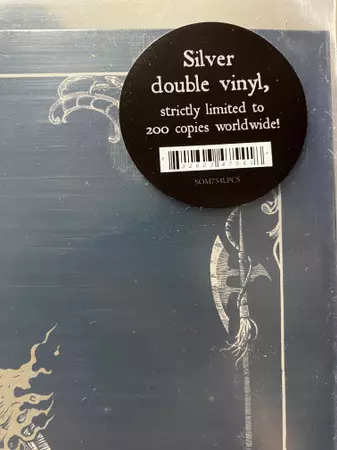 Silver
double vinyl,
strictly limited to
200 copies worldwide!
SOM754LPCS